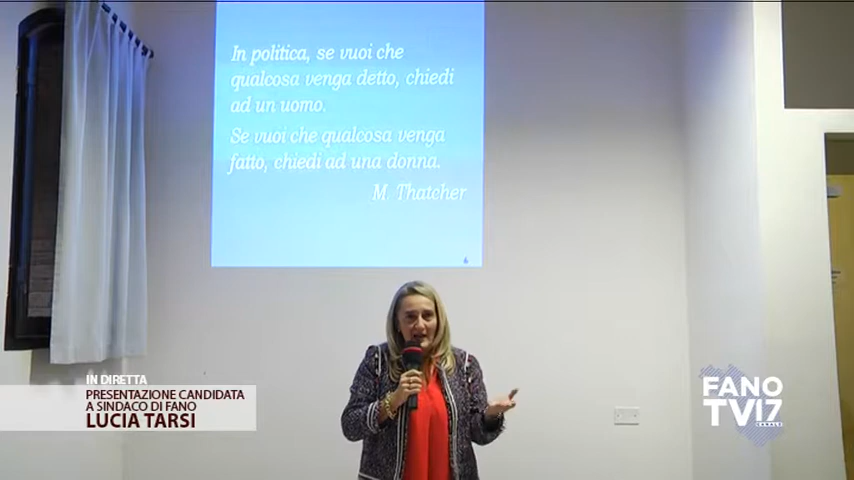 In politica, se vuoi che
qualcosa venga detto, chiedi
ad un uomo.
Se vuoi che qualcosa venga
fatto, chiedi ad una donna.
M. Thatcher
IN DIRETTA
PRESENTAZIONE CANDIDATA
A SINDACO DI FANO
LUCIA TARSI
FANO
TV17
CANALE